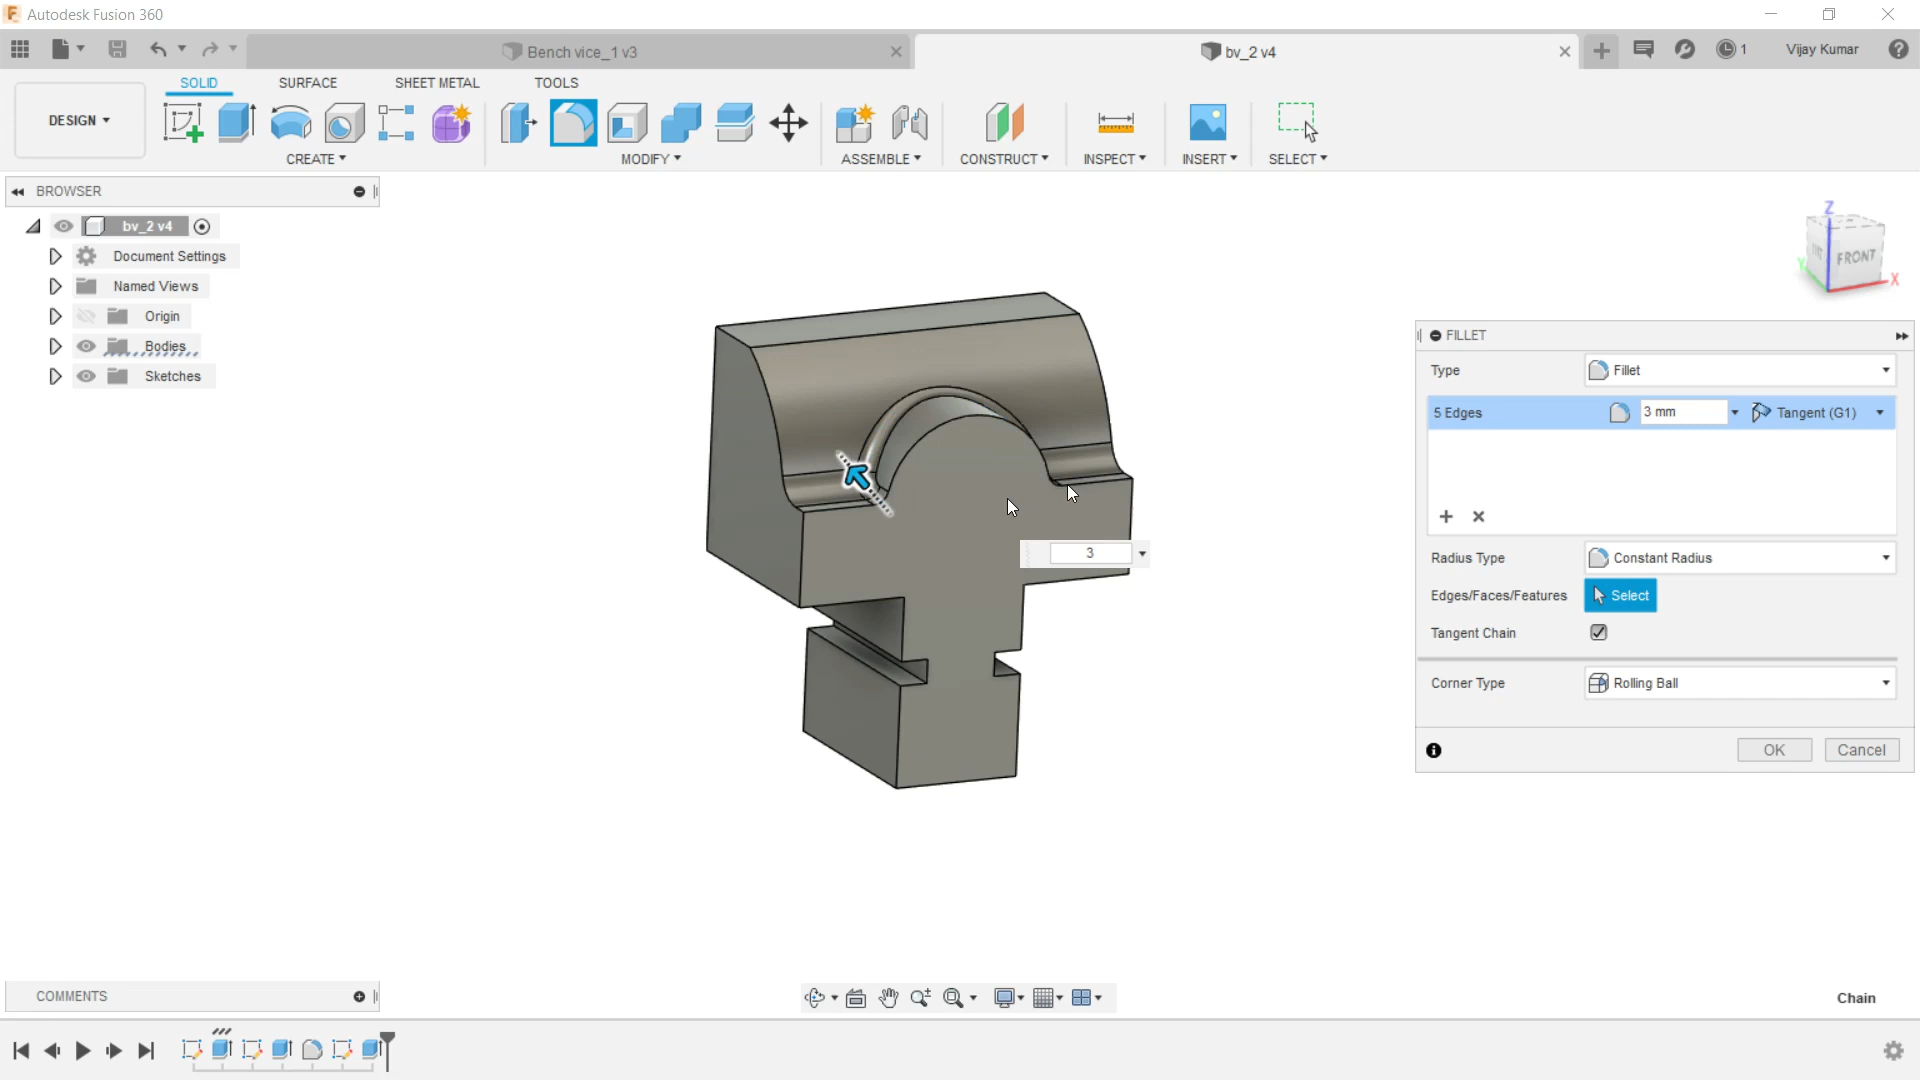 Autodesk Fusion 360
Bench vice_1 v3
bv_2 v4
1
Vijay Kumar
DESIGN
SOLID
SURFACE
SHEET METAL
TOOLS
CREATE
MODIFY
ASSEMBLE
CONSTRUCT
INSPECT
INSERT
SELECT
BROWSER
bv_2 v4
Document Settings
Named Views
Origin
Bodies
Sketches
Z
FRONT
X
FILLET
Type
Fillet
5 Edges
3 mm
Tangent (G1)
3
Radius Type
Constant Radius
Edges/Faces/Features
Select
Tangent Chain
Corner Type
Rolling Ball
OK
Cancel
COMMENTS
Chain